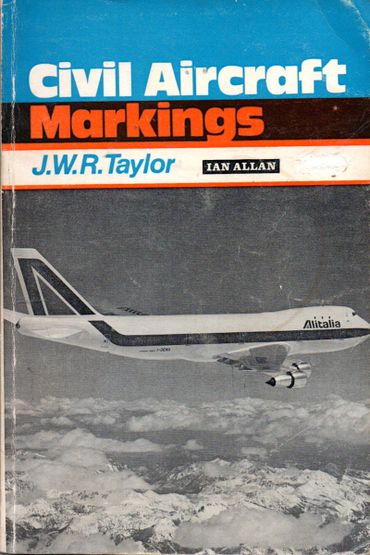 Civil Aircraft
Markings
J.W.R. Taylor
IAN ALLAN
Alitalia